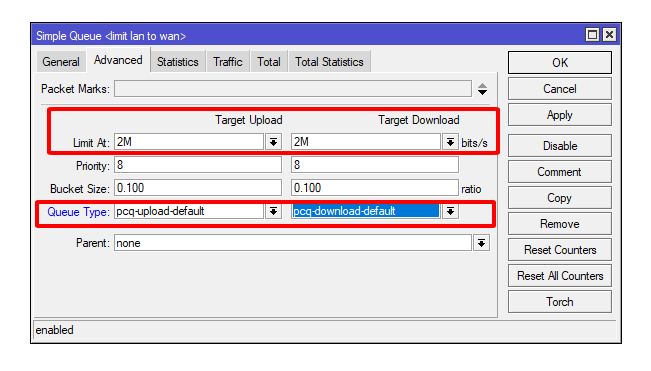 Simple Queue <limit lan to wan>
General Advanced Statistics Traffic Total Total Statistics
Packet Marks:
Target Upload Target Download
Limit At: 2M 2M bits/s
Priority: 8 8
Bucket Size: 0.100 0.100 ratio
Queue Type: pcq-upload-default pcq-download-default
Parent: none
OK
Cancel
Apply
Disable
Comment
Copy
Remove
Reset Counters
Reset All Counters
Torch
enabled